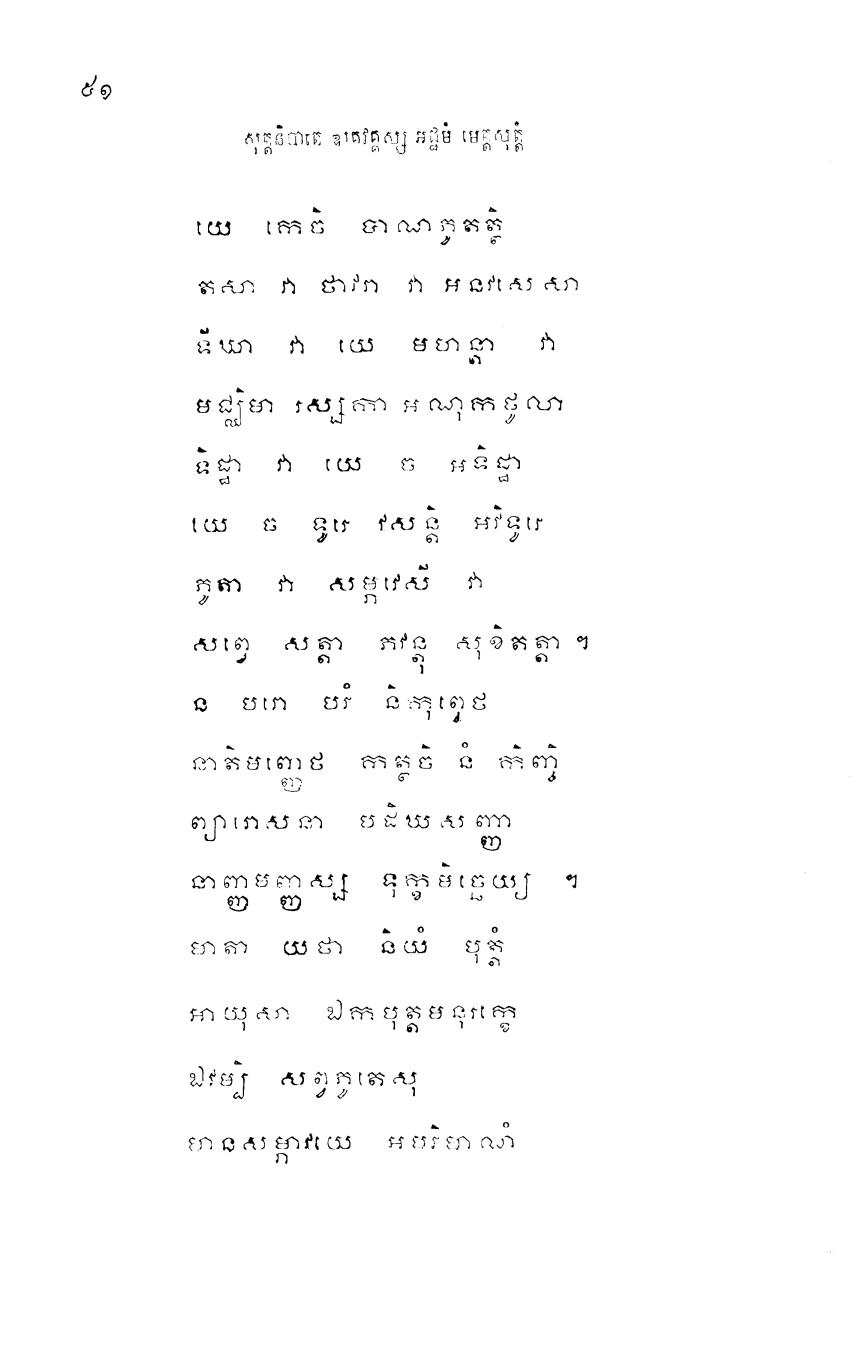 ៥១
សុត្តនិបាតេ ឧរគវគ្គស្ស អដ្ឋមំ មេត្តសុត្តំ
យេ កេចិ បាណភូតត្ថិ
តសា វា ថាវរា វា អនវសេសា
ទីឃា វា យេ មហន្តា វា
មជ្ឈិមា រស្សកា អណុកថូលា
ទិដ្ឋា វា យេ ច អទិដ្ឋា
យេ ច ទូរេ វសន្តិ អវិទូរេ
ភូតា វា សម្ភវេសី វា
សព្វេ សត្តា ភវន្តុ សុខិតត្តា ៗ
ន បរោ បរំ និកុព្វេថ
នាតិមញ្ញេថ កត្ថចិ នំ កិញ្ចិ
ព្យារោសនា បដិឃសញ្ញា
នាញ្ញមញ្ញស្ស ទុក្ខមិច្ឆេយ្យ ៗ
មាតា យថា និយំ បុត្តំ
អាយុសា ឯកបុត្តមនុរក្ខេ
ឯវម្បិ សព្វភូតេសុ
មានសម្ភាវយេ អបរិមាណំ